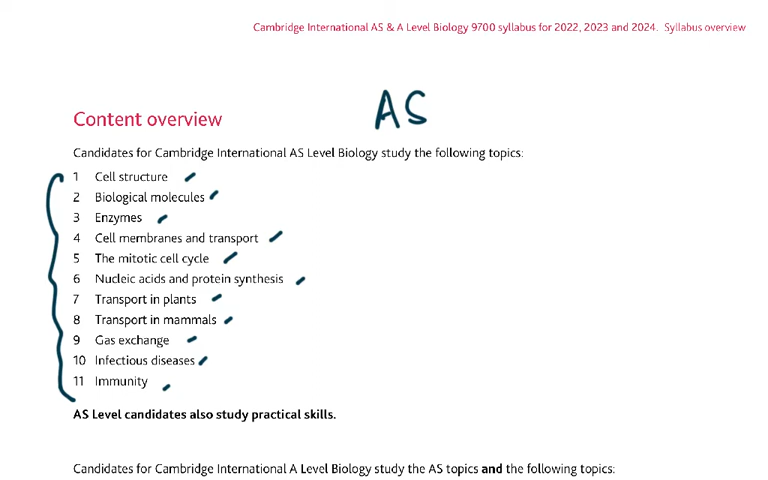 Cambridge International AS & A Level Biology 9700 syllabus for 2022, 2023 and 2024. Syllabus overview
AS
Content overview
Candidates for Cambridge International AS Level Biology study the following topics:
1 Cell structure
2 Biological molecules
3 Enzymes
4 Cell membranes and transport
5 The mitotic cell cycle
6 Nucleic acids and protein synthesis
7 Transport in plants
8 Transport in mammals
9 Gas exchange
10 Infectious diseases
11 Immunity
AS Level candidates also study practical skills.
Candidates for Cambridge International A Level Biology study the AS topics and the following topics: